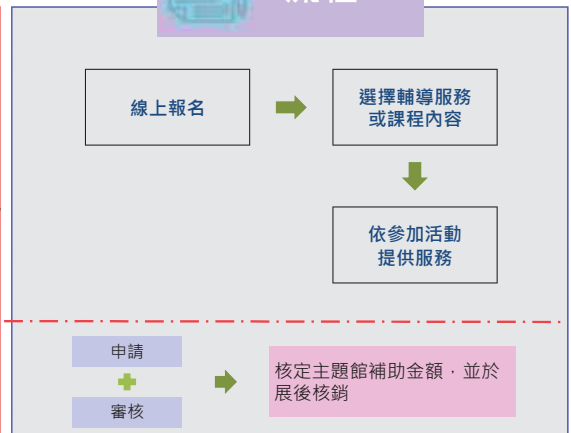 線上報名
選擇輔導服務
或課程內容
依參加活動
提供服務
申請
審核
核定主題館補助金額，並於
展後核銷